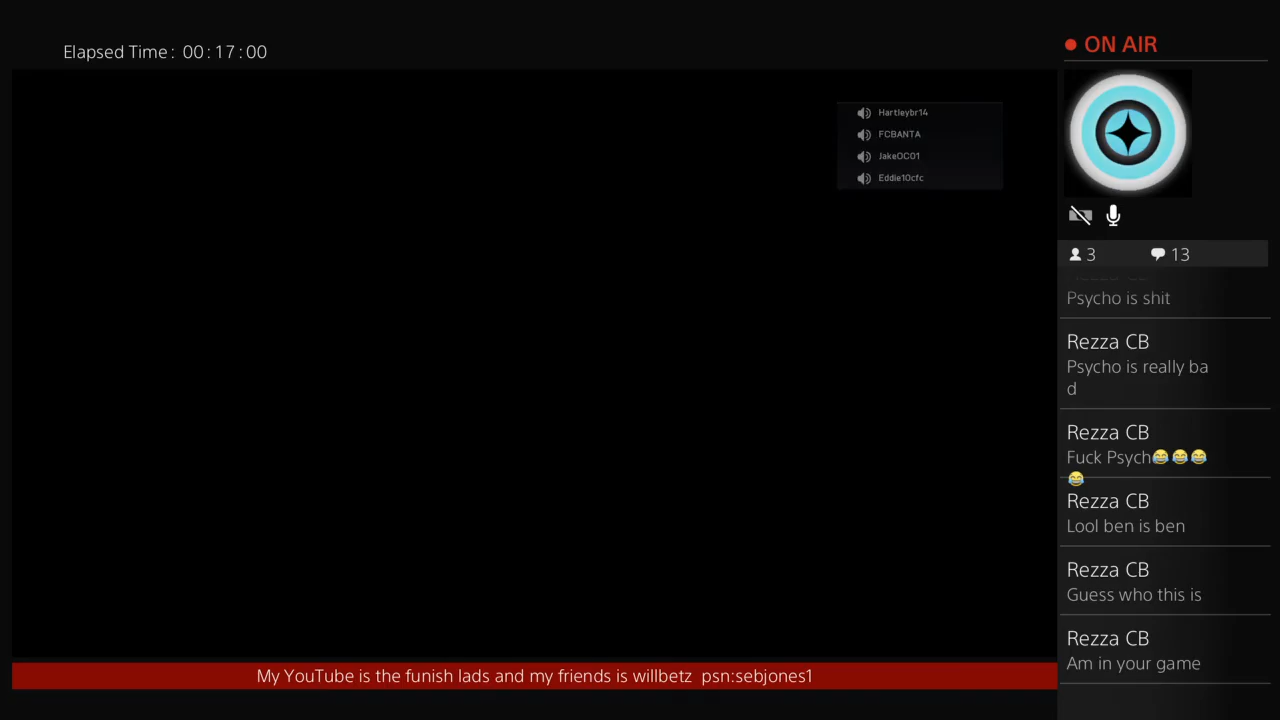 Elapsed Time: 00:17:00
ON AIR
Hartleybr14
FCBANTA
JakeOC01
Eddie10cfc
3
13
Psycho is shit
Rezza CB
Psycho is really ba
d
Rezza CB
Fuck Psych😂😂😂
😂
Rezza CB
Lool ben is ben
Rezza CB
Guess who this is
Rezza CB
Am in your game
My YouTube is the funish lads and my friends is willbetz psn:sebjones1